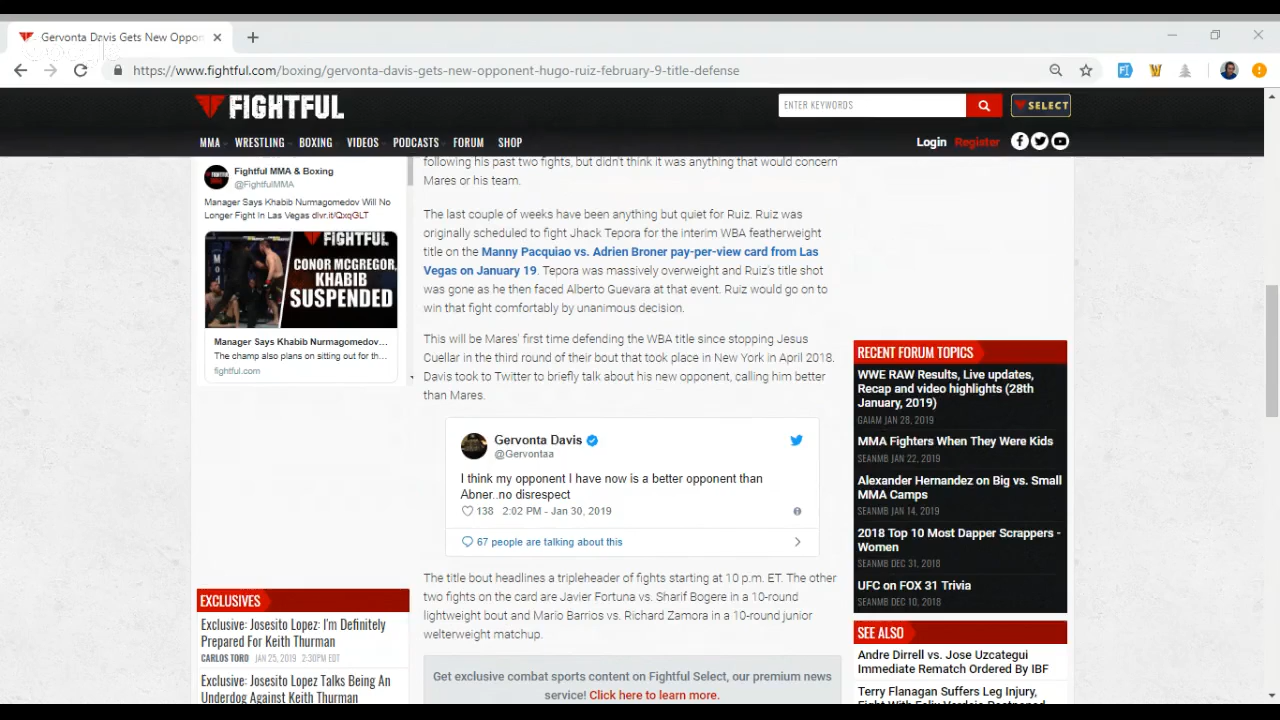 Gervonta Davis Gets New Oppon
https://www.fightful.com/boxing/gervonta-davis-gets-new-opponent-hugo-ruiz-february-9-title-defense
FIGHTFUL
ENTER KEYWORDS
SELECT
MMA WRESTLING BOXING VIDEOS PODCASTS FORUM SHOP
Login Register
Fightful MMA & Boxing
@FightfulMMA
Manager Says Khabib Nurmagomedov Will No
Longer Fight In Las Vegas dlvr.it/QxqGLT
FIGHTFUL
CONOR MCGREGOR,
KHABIB
SUSPENDED
Manager Says Khabib Nurmagomedov...
The champ also plans on sitting out for th...
fightful.com
EXCLUSIVES
Exclusive: Josesito Lopez: I'm Definitely
Prepared For Keith Thurman
CARLOS TORO JAN 25, 2019 2:30PM EDT
Exclusive: Josesito Lopez Talks Being An
Underdog Against Keith Thurman
following his past two fights, but didn't think it was anything that would concern
Mares or his team.
The last couple of weeks have been anything but quiet for Ruiz. Ruiz was
originally scheduled to fight Jhack Tepora for the interim WBA featherweight
title on the Manny Pacquiao vs. Adrien Broner pay-per-view card from Las
Vegas on January 19. Tepora was massively overweight and Ruiz's title shot
was gone as he then faced Alberto Guevara at that event. Ruiz would go on to
win that fight comfortably by unanimous decision.
This will be Mares' first time defending the WBA title since stopping Jesus
Cuellar in the third round of their bout that took place in New York in April 2018.
Davis took to Twitter to briefly talk about his new opponent, calling him better
than Mares.
Gervonta Davis
@Gervontaa
I think my opponent I have now is a better opponent than
Abner..no disrespect
138 2:02 PM - Jan 30, 2019
67 people are talking about this
The title bout headlines a tripleheader of fights starting at 10 p.m. ET. The other
two fights on the card are Javier Fortuna vs. Sharif Bogere in a 10-round
lightweight bout and Mario Barrios vs. Richard Zamora in a 10-round junior
welterweight matchup.
Get exclusive combat sports content on Fightful Select, our premium news
service! Click here to learn more.
RECENT FORUM TOPICS
WWE RAW Results, Live updates,
Recap and video highlights (28th
January, 2019)
GAIAM JAN 28, 2019
MMA Fighters When They Were Kids
SEANMB JAN 22, 2019
Alexander Hernandez on Big vs. Small
MMA Camps
SEANMB JAN 14, 2019
2018 Top 10 Most Dapper Scrappers -
Women
SEANMB DEC 31, 2018
UFC on FOX 31 Trivia
SEANMB DEC 10, 2018
SEE ALSO
Andre Dirrell vs. Jose Uzcategui
Immediate Rematch Ordered By IBF
Terry Flanagan Suffers Leg Injury,
Fight With Felix Verdejo Postponed